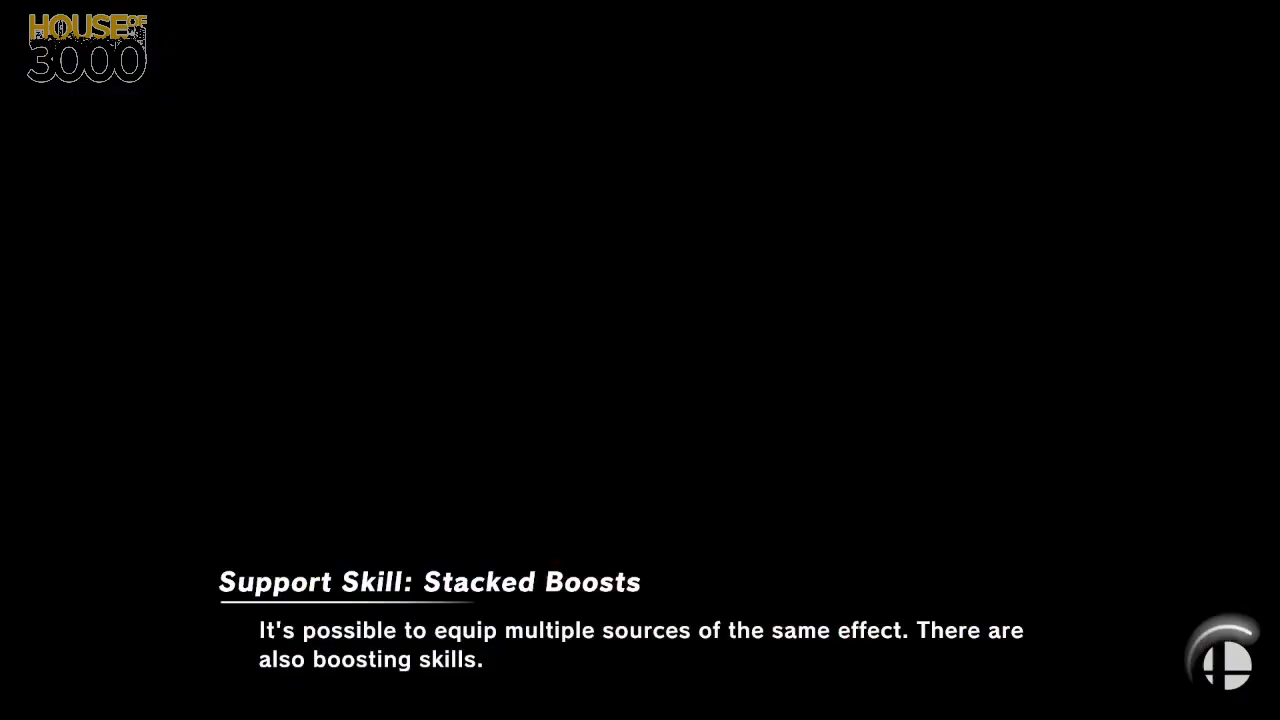 HOUSE OF
3000
Support Skill: Stacked Boosts
It's possible to equip multiple sources of the same effect. There are
also boosting skills.